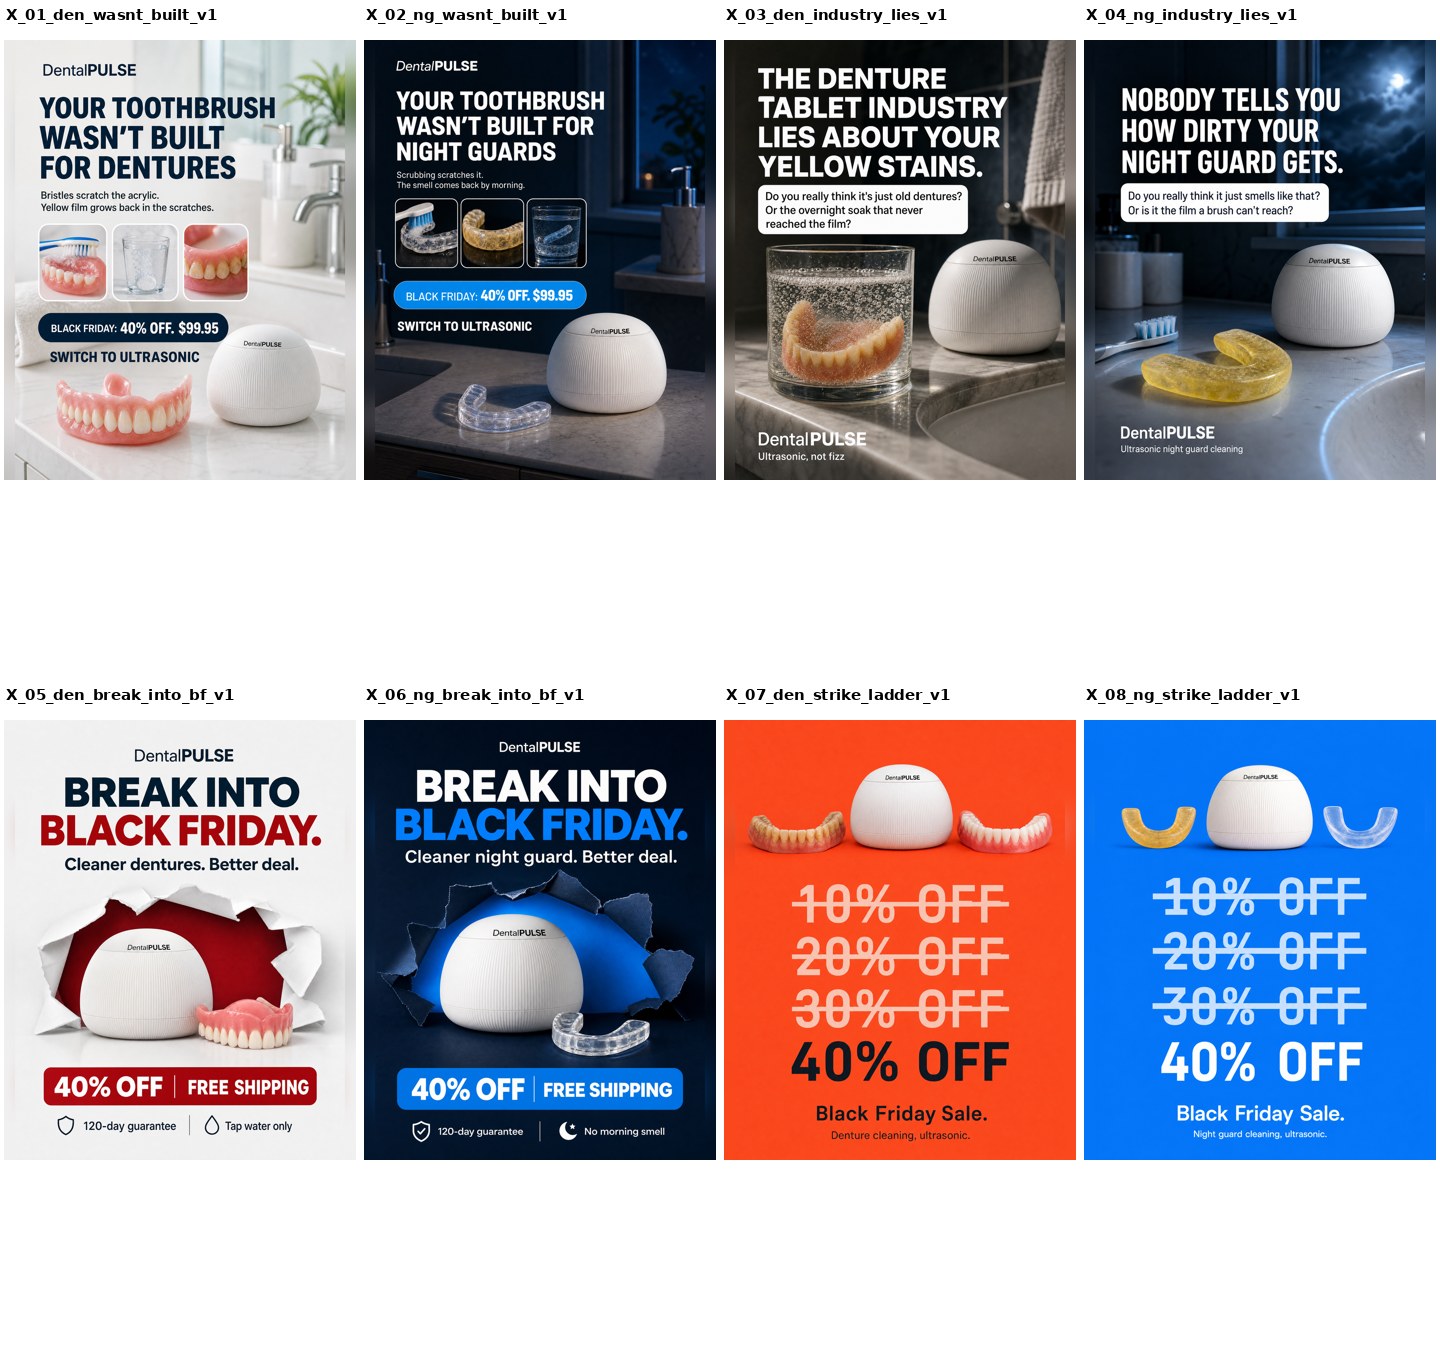 X_01_den_wasnt_built_v1
DentalPULSE
YOUR TOOTHBRUSH
WASN'T BUILT
FOR DENTURES
Bristles scratch the acrylic.
Yellow film grows back in the scratches.
BLACK FRIDAY: 40% OFF. $99.95
SWITCH TO ULTRASONIC
DentalPULSE
X_02_ng_wasnt_built_v1
DentalPULSE
YOUR TOOTHBRUSH
WASN'T BUILT FOR
NIGHT GUARDS
Scrubbing scratches it.
The smell comes back by morning.
BLACK FRIDAY: 40% OFF. $99.95
SWITCH TO ULTRASONIC
DentalPULSE
X_03_den_industry_lies_v1
THE DENTURE
TABLET INDUSTRY
LIES ABOUT YOUR
YELLOW STAINS.
Do you really think it's just old dentures?
Or the overnight soak that never
reached the film?
DentalPULSE
DentalPULSE
Ultrasonic, not fizz
X_04_ng_industry_lies_v1
NOBODY TELLS YOU
HOW DIRTY YOUR
NIGHT GUARD GETS.
Do you really think it just smells like that?
Or is it the film a brush can't reach?
DentalPULSE
DentalPULSE
Ultrasonic night guard cleaning
X_05_den_break_into_bf_v1
DentalPULSE
BREAK INTO
BLACK FRIDAY.
Cleaner dentures. Better deal.
DentalPULSE
40% OFF | FREE SHIPPING
120-day guarantee | Tap water only
X_06_ng_break_into_bf_v1
DentalPULSE
BREAK INTO
BLACK FRIDAY.
Cleaner night guard. Better deal.
DentalPULSE
40% OFF | FREE SHIPPING
120-day guarantee | No morning smell
X_07_den_strike_ladder_v1
DentalPULSE
10% OFF
20% OFF
30% OFF
40% OFF
Black Friday Sale.
Denture cleaning, ultrasonic.
X_08_ng_strike_ladder_v1
DentalPULSE
10% OFF
20% OFF
30% OFF
40% OFF
Black Friday Sale.
Night guard cleaning, ultrasonic.